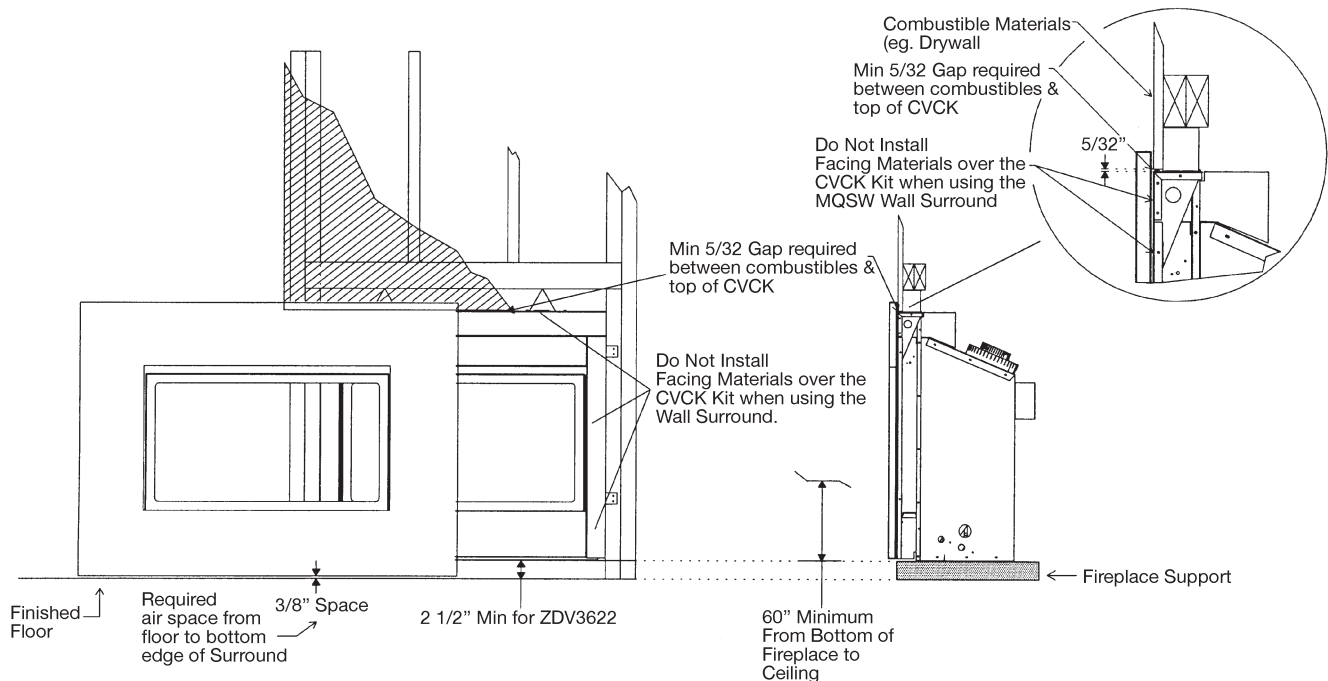 Combustible Materials
(eg. Drywall
Min 5/32 Gap required
between combustibles &
top of CVCK
Do Not Install
Facing Materials over the
CVCK Kit when using the
MQSW Wall Surround
5/32”
Min 5/32 Gap required
between combustibles &
top of CVCK
Do Not Install
Facing Materials over the
CVCK Kit when using the
Wall Surround.
Fireplace Support
Finished
Floor
Required
air space from
floor to bottom
edge of Surround
3/8” Space
2 1/2” Min for ZDV3622
60” Minimum
From Bottom of
Fireplace to
Ceiling